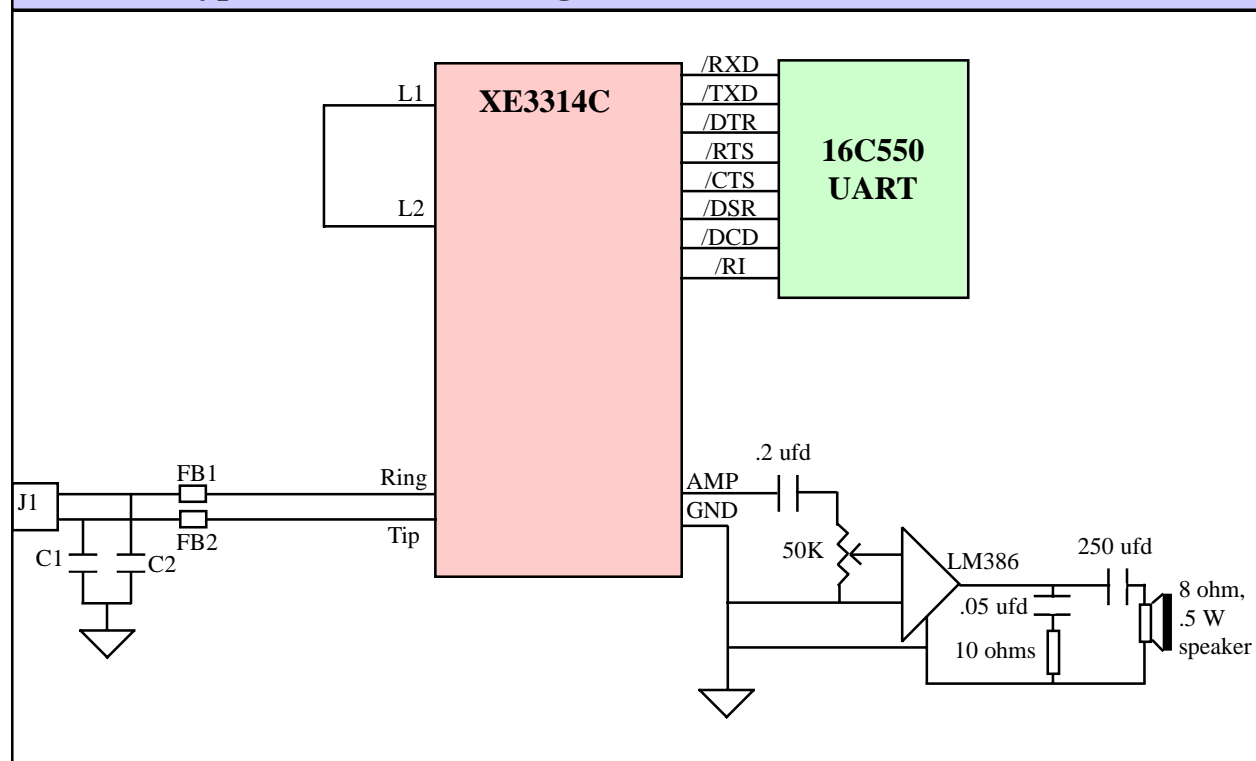 /RXD
L1
XE3314C
/TXD
/DTR
16C550
/RTS
UART
/CTS
L2
/DSR
/DCD
/RI
.2 ufd
FB1
Ring
AMP
J1
GND
FB2
Tip
50K
LM386
250 ufd
C1
C2
.05 ufd
8 ohm,
.5 W
speaker
10 ohms